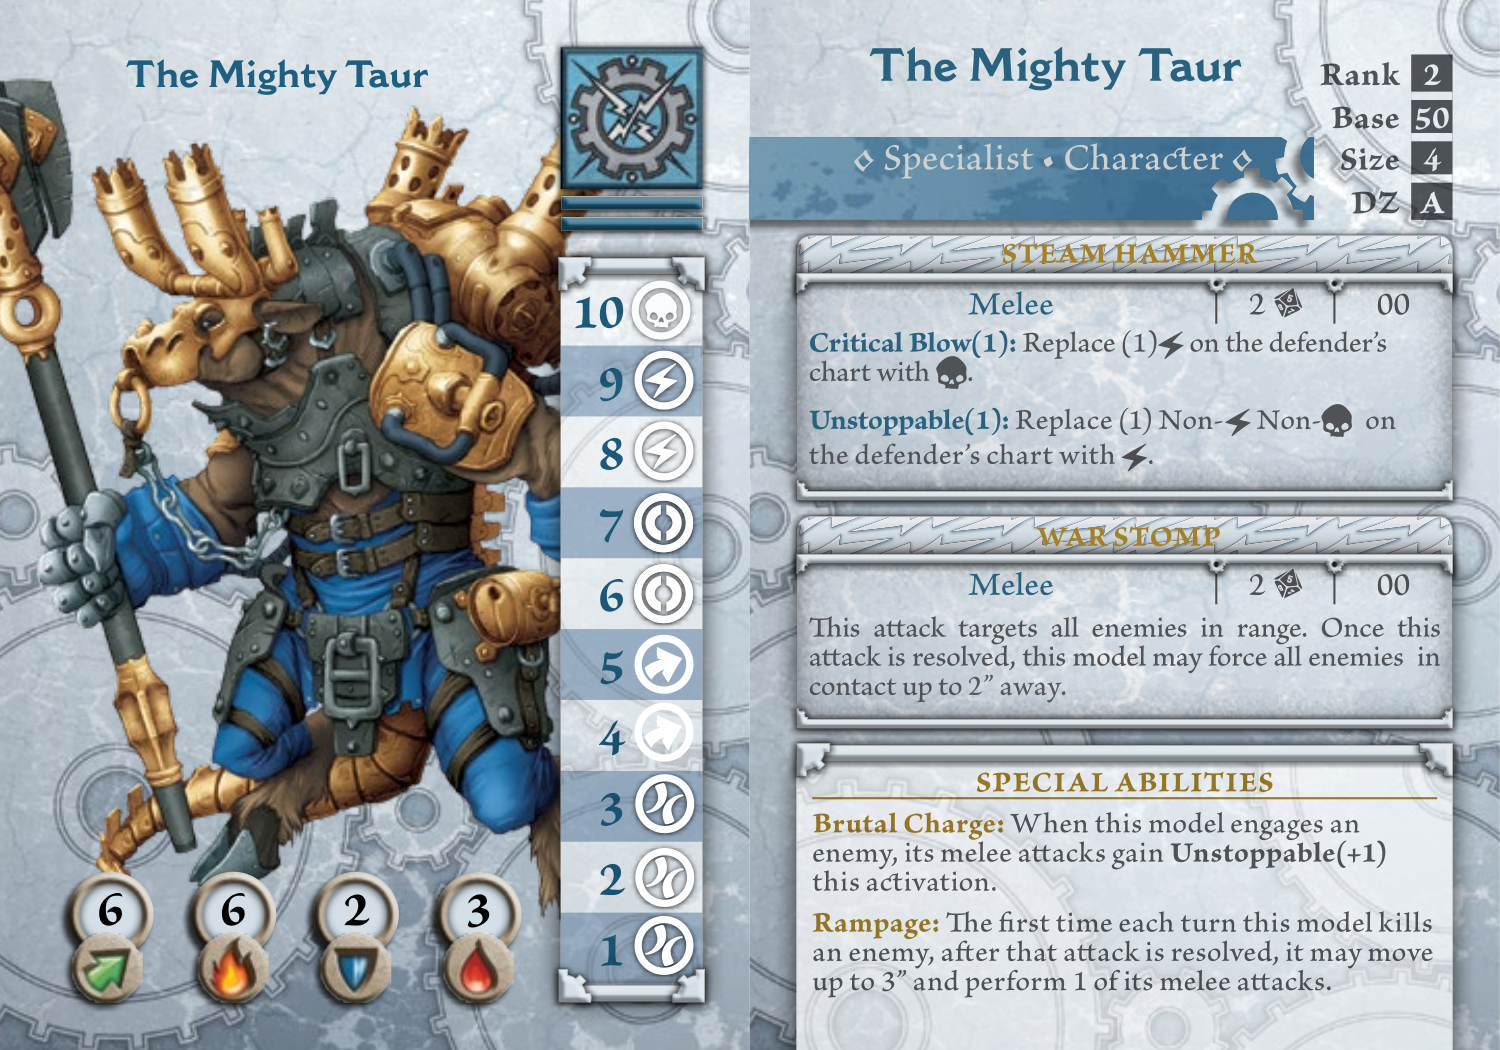 The Mighty Taur
10
9
8
7
6
5
4
3
2
1
6
6
2
3
The Mighty Taur
◇ Specialist • Character ◇
Rank 2
Base 50
Size 4
DZ A
STEAM HAMMER
Melee 2 00
Critical Blow(1): Replace (1) on the defender's
chart with .
Unstoppable(1): Replace (1) Non- Non- on
the defender's chart with .
WAR STOMP
Melee 2 00
This attack targets all enemies in range. Once this
attack is resolved, this model may force all enemies in
contact up to 2” away.
SPECIAL ABILITIES
Brutal Charge: When this model engages an
enemy, its melee attacks gain Unstoppable(+1)
this activation.
Rampage: The first time each turn this model kills
an enemy, after that attack is resolved, it may move
up to 3” and perform 1 of its melee attacks.